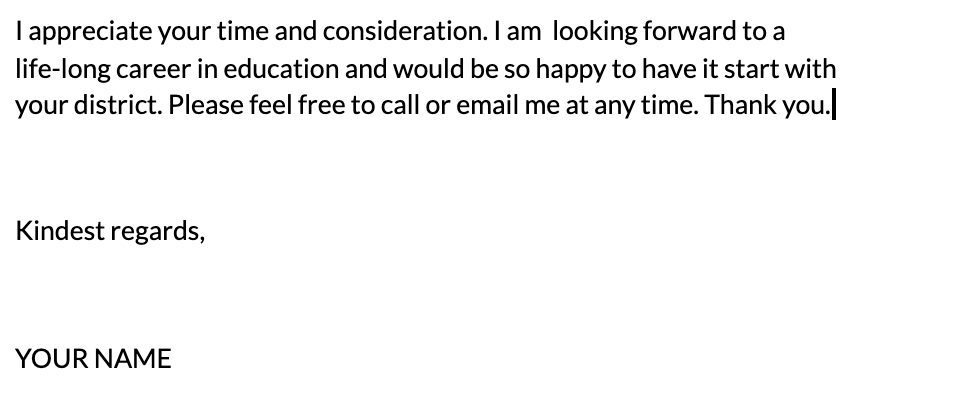 I appreciate your time and consideration. I am  looking forward to a
life-long career in education and would be so happy to have it start with
your district. Please feel free to call or email me at any time. Thank you.
Kindest regards,
YOUR NAME